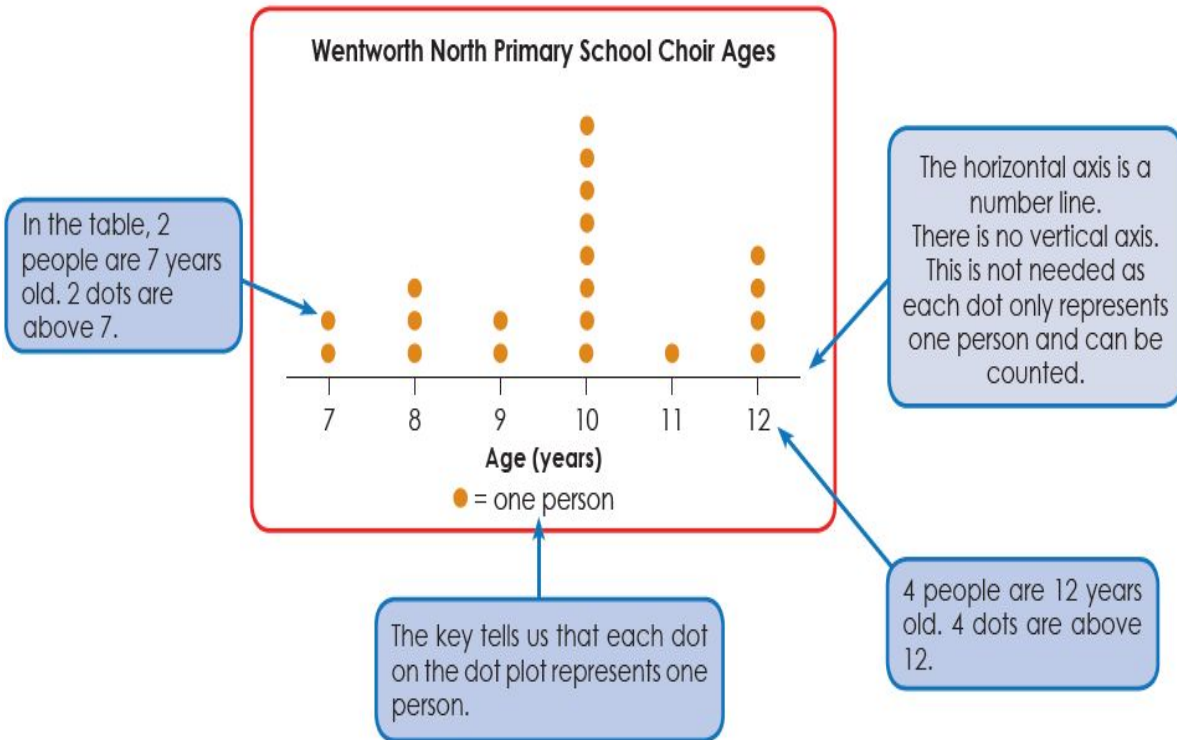 Wentworth North Primary School Choir Ages
In the table, 2
people are 7 years
old. 2 dots are
above 7.
The horizontal axis is a
number line.
There is no vertical axis.
This is not needed as
each dot only represents
one person and can be
counted.
7 8 9 10 11 12
Age (years)
= one person
4 people are 12 years
old. 4 dots are above
12.
The key tells us that each dot
on the dot plot represents one
person.